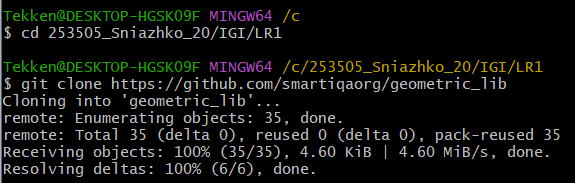 Tekken@DESKTOP-HGSK09F MINGW64 /c
$ cd 253505_Sniazhko_20/IGI/LR1
Tekken@DESKTOP-HGSK09F MINGW64 /c/253505_Sniazhko_20/IGI/LR1
$ git clone https://github.com/smartiqaorg/geometric_lib
Cloning into 'geometric_lib'...
remote: Enumerating objects: 35, done.
remote: Total 35 (delta 0), reused 0 (delta 0), pack-reused 35
Receiving objects: 100% (35/35), 4.60 KiB | 4.60 MiB/s, done.
Resolving deltas: 100% (6/6), done.